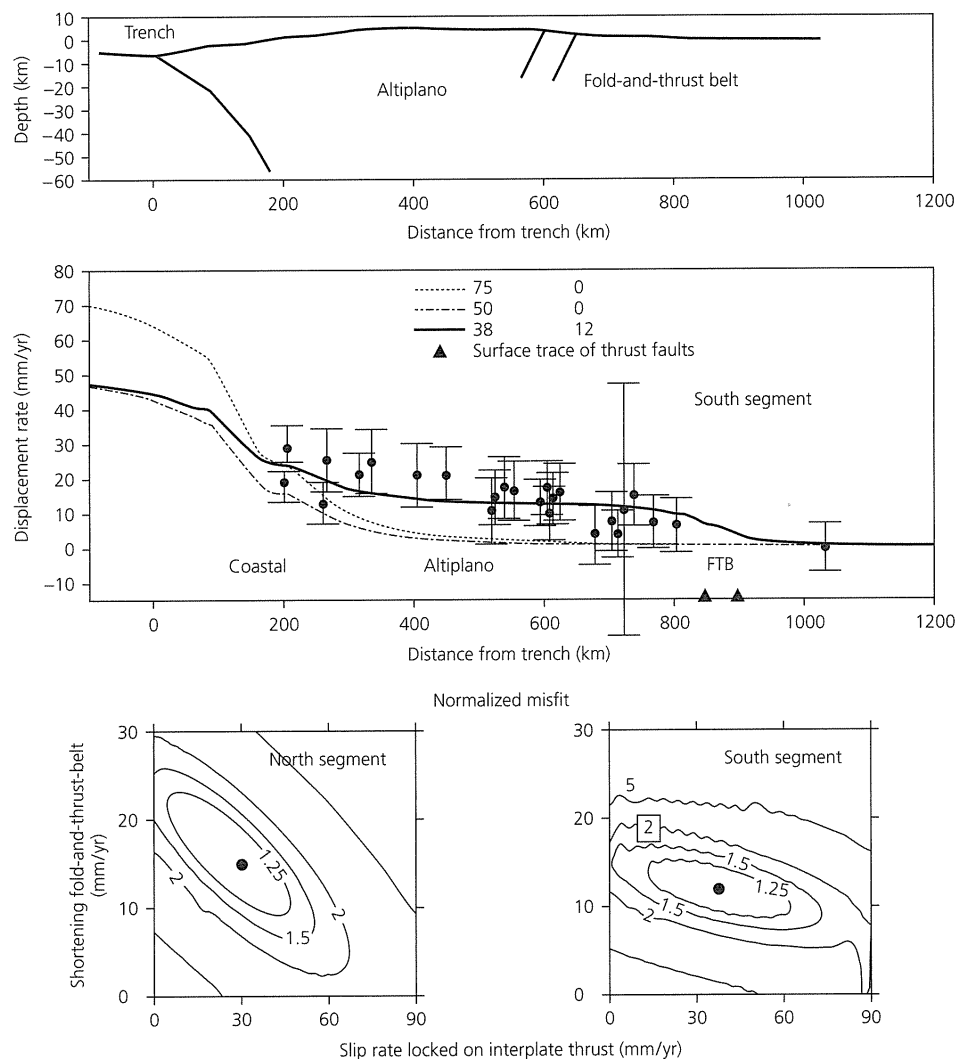 10
0
−10
−20
−30
−40
−50
−60
Depth (km)
Trench
Altiplano
Fold-and-thrust belt
0 200 400 600 800 1000 1200
Distance from trench (km)
80
70
60
50
40
30
20
10
0
−10
Displacement rate (mm/yr)
75 0
50 0
38 12
Surface trace of thrust faults
South segment
Coastal
Altiplano
FTB
0 200 400 600 800 1000 1200
Distance from trench (km)
Normalized misfit
30
20
10
0
Shortening fold-and-thrust-belt
(mm/yr)
North segment
1.25
2
1.5
2
0 30 60 90
30
20
10
0
South segment
5
2
1.5
1.25
1.5
2
0 30 60 90
Slip rate locked on interplate thrust (mm/yr)